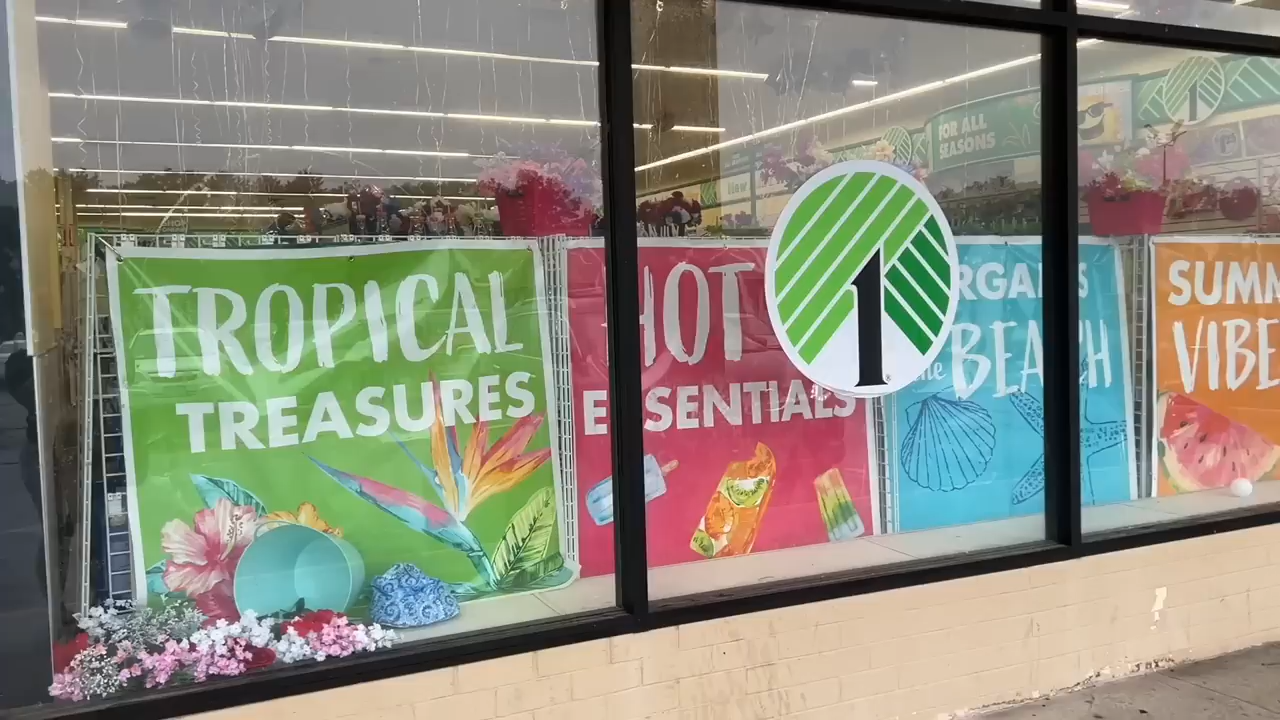 FOR ALL
SEASONS
TROPICAL
TREASURES
HOT
ESSENTIALS
1
BEACH
SUMM
VIBE